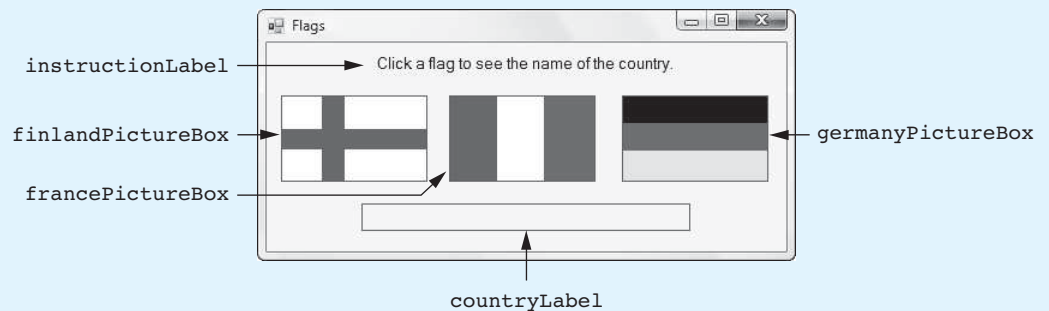 Flags
instructionLabel
Click a flag to see the name of the country.
finlandPictureBox
germanyPictureBox
francePictureBox
countryLabel